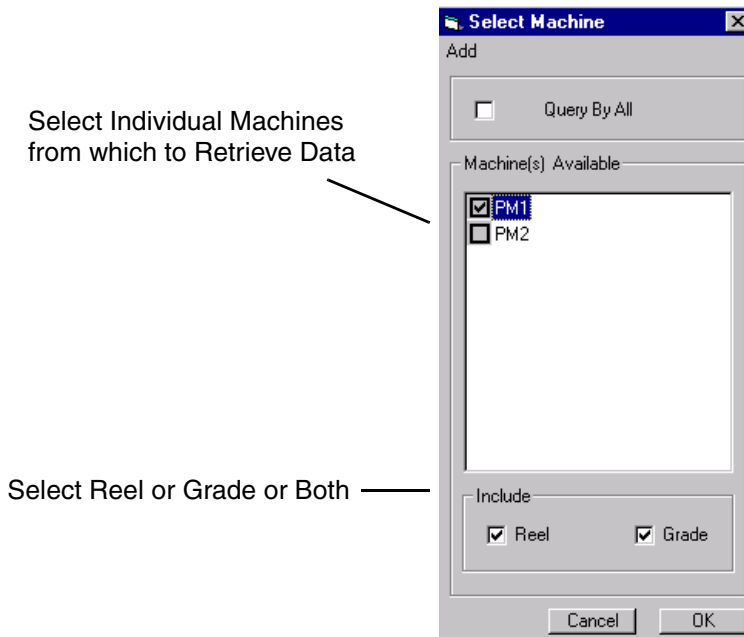 Select Machine
Add
Query By All
Select Individual Machines
from which to Retrieve Data
Machine(s) Available
PM1
PM2
Select Reel or Grade or Both
Include
Reel Grade
Cancel OK